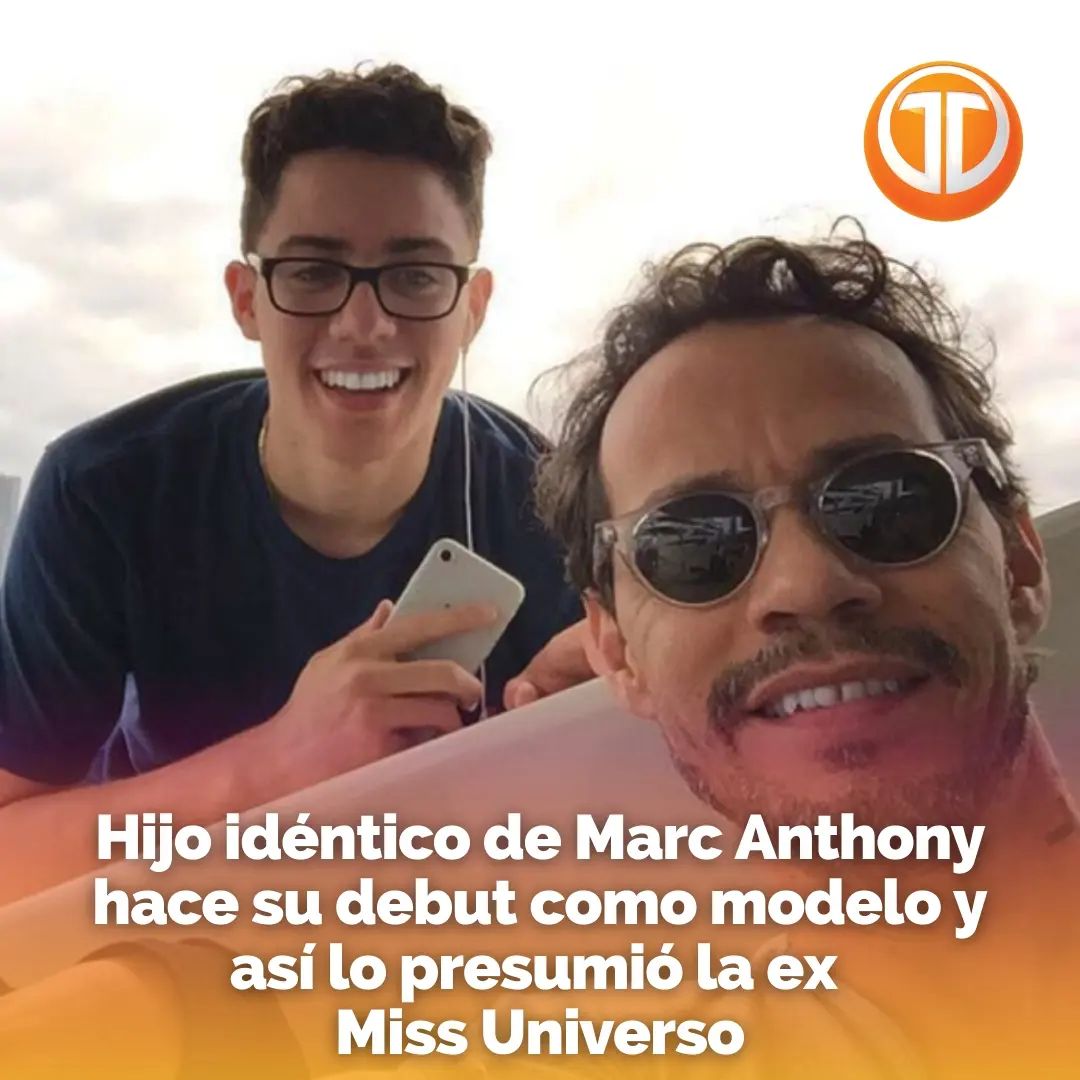 Hijo idéntico de Marc Anthony
hace su debut como modelo y
así lo presumió la ex
Miss Universo